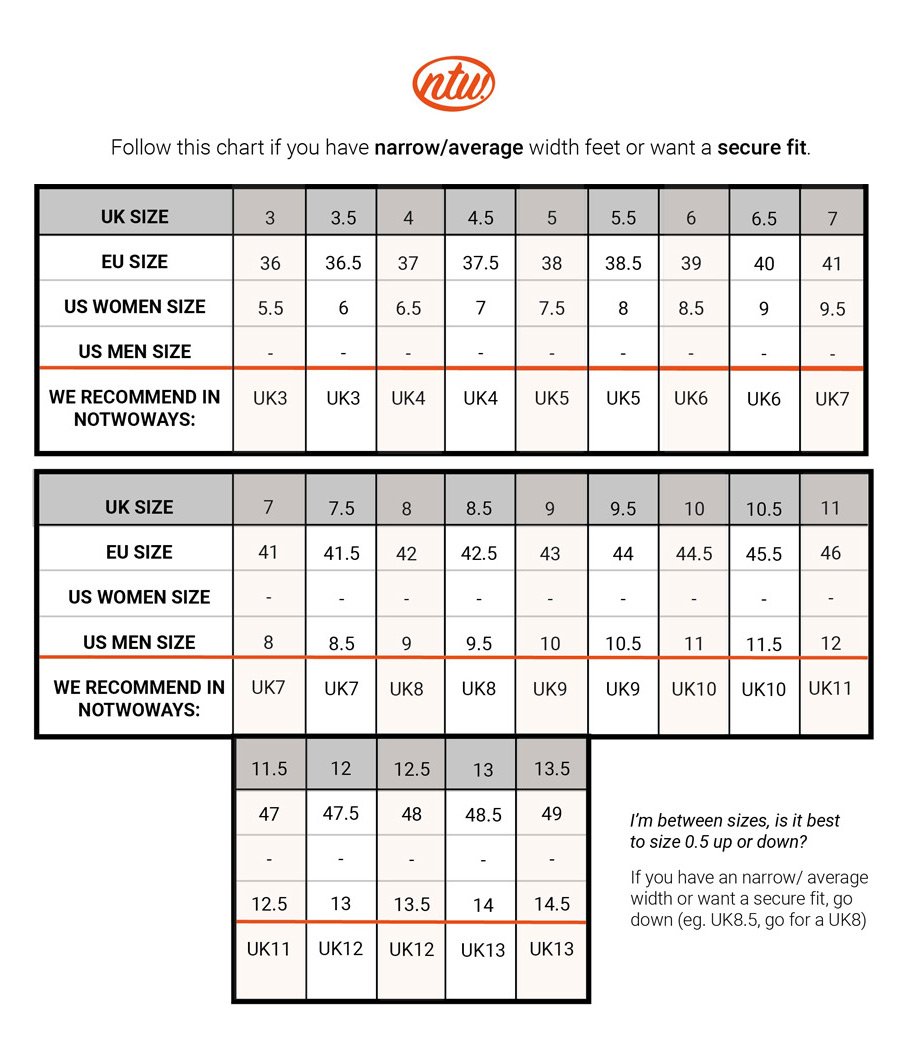 ntw.
Follow this chart if you have narrow/average width feet or want a secure fit.
UK SIZE 3 3.5 4 4.5 5 5.5 6 6.5 7
EU SIZE 36 36.5 37 37.5 38 38.5 39 40 41
US WOMEN SIZE 5.5 6 6.5 7 7.5 8 8.5 9 9.5
US MEN SIZE - - - - - - - - -
WE RECOMMEND IN NOTWOWAYS: UK3 UK3 UK4 UK4 UK5 UK5 UK6 UK6 UK7
UK SIZE 7 7.5 8 8.5 9 9.5 10 10.5 11
EU SIZE 41 41.5 42 42.5 43 44 44.5 45.5 46
US WOMEN SIZE - - - - - - - - -
US MEN SIZE 8 8.5 9 9.5 10 10.5 11 11.5 12
WE RECOMMEND IN NOTWOWAYS: UK7 UK7 UK8 UK8 UK9 UK9 UK10 UK10 UK11
11.5 12 12.5 13 13.5
47 47.5 48 48.5 49
- - - - -
12.5 13 13.5 14 14.5
UK11 UK12 UK12 UK13 UK13
I'm between sizes, is it best
to size 0.5 up or down?
If you have an narrow/ average
width or want a secure fit, go
down (eg. UK8.5, go for a UK8)